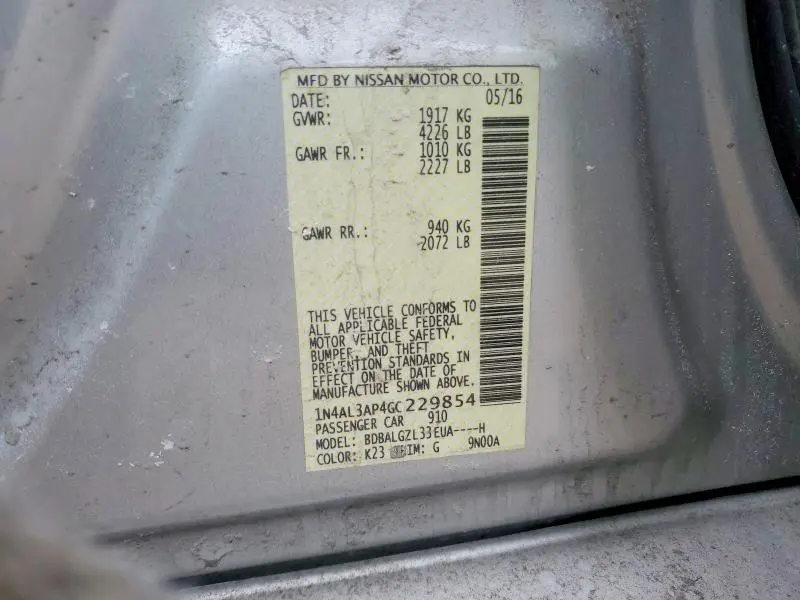 MFD BY NISSAN MOTOR CO., LTD.
DATE: 05/16
GVWR: 1917 KG
4226 LB
GAWR FR.: 1010 KG
2227 LB
GAWR RR.: 940 KG
2072 LB
THIS VEHICLE CONFORMS TO
ALL APPLICABLE FEDERAL
MOTOR VEHICLE SAFETY,
BUMPER, AND THEFT
PREVENTION STANDARDS IN
EFFECT ON THE DATE OF
MANUFACTURE SHOWN ABOVE.
1N4AL3AP4GC229854
PASSENGER CAR 910
MODEL: BDBALGZL33EUA----H
COLOR: K23 TRIM: G 9N00A